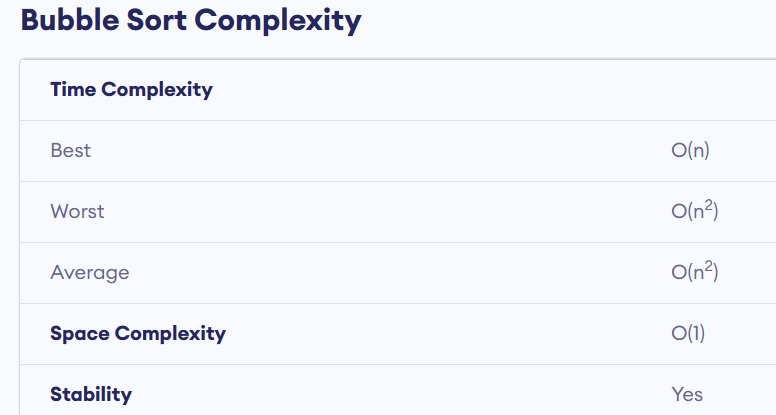 Bubble Sort Complexity
Time Complexity
Best O(n)
Worst O(n²)
Average O(n²)
Space Complexity O(1)
Stability Yes